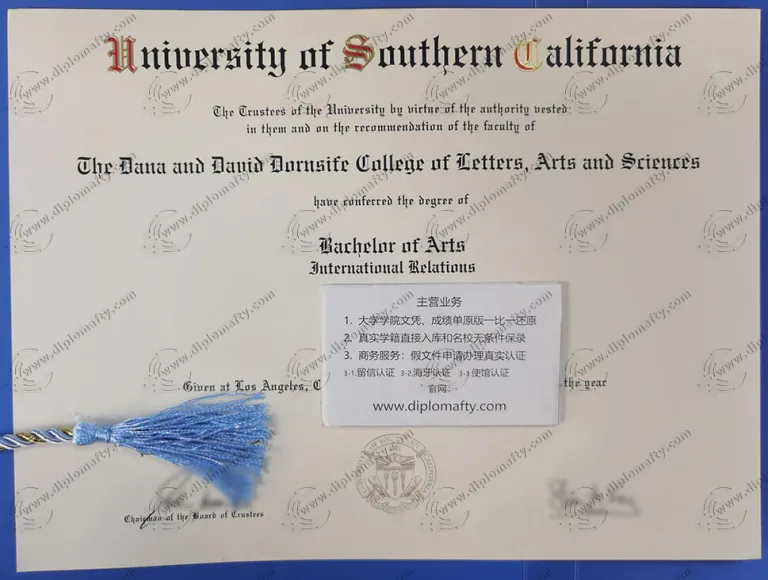 University of Southern California
The Trustees of the University by virtue of the authority vested
in them and on the recommendation of the faculty of
The Dana and David Dornsife College of Letters, Arts and Sciences
have conferred the degree of
Bachelor of Arts
International Relations
主营业务
1. 大学学院文凭、成绩单原版一比一还原
2. 真实学籍直接入库和名校无条件保录
3. 商务服务：假文件申请办理真实认证
3-1.留信认证 3-2.海牙认证 3-3.使馆认证
官网：
www.diplomafty.com
Given at Los Angeles, C
the year
Chairman of the Board of Trustees
www.diplomafty.com